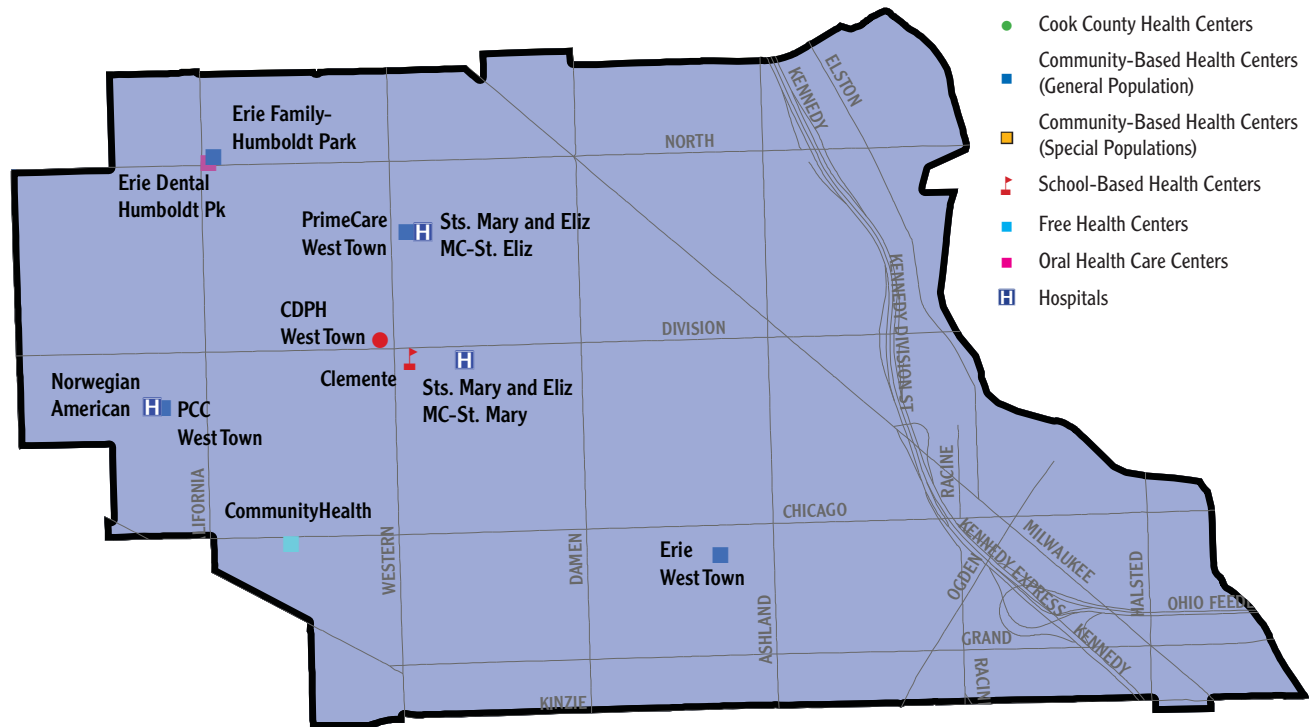 Cook County Health Centers
Community-Based Health Centers
(General Population)
Community-Based Health Centers
(Special Populations)
School-Based Health Centers
Free Health Centers
Oral Health Care Centers
H Hospitals
KENNEDY
ELSTON
Erie Family-
Humboldt Park
NORTH
Erie Dental
Humboldt Pk
PrimeCare
West Town
H
Sts. Mary and Eliz
MC-St. Eliz
KENNEDY DIVISION ST
CDPH
West Town
DIVISION
Clemente
H
Sts. Mary and Eliz
MC-St. Mary
Norwegian
American
H
PCC
West Town
LIFORNIA
RACINE
CommunityHealth
CHICAGO
WESTERN
DAMEN
Erie
West Town
ASHLAND
OGDEN
KENNEDY EXPRESS
MILWAUKEE
HALSTED
OHIO FEEDE
GRAND
KENNEDY
RACIN
KINZIE